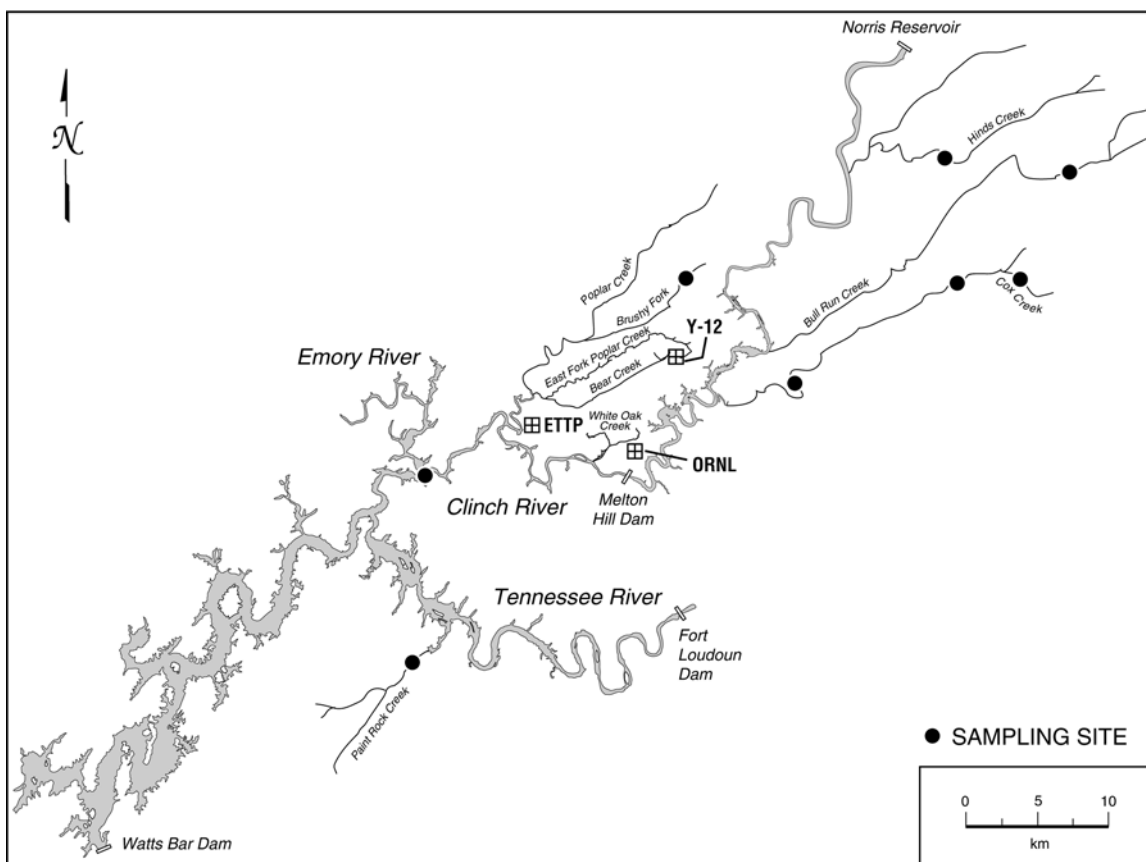 Norris Reservoir
N
Hinds Creek
Poplar Creek
Brushy Fork
Bull Run Creek
Cox Creek
Y-12
East Fork Poplar Creek
Bear Creek
Emory River
ETTP
White Oak
Creek
ORNL
Clinch River
Melton
Hill Dam
Tennessee River
Fort
Loudoun
Dam
Paint Rock Creek
SAMPLING SITE
0 5 10
km
Watts Bar Dam